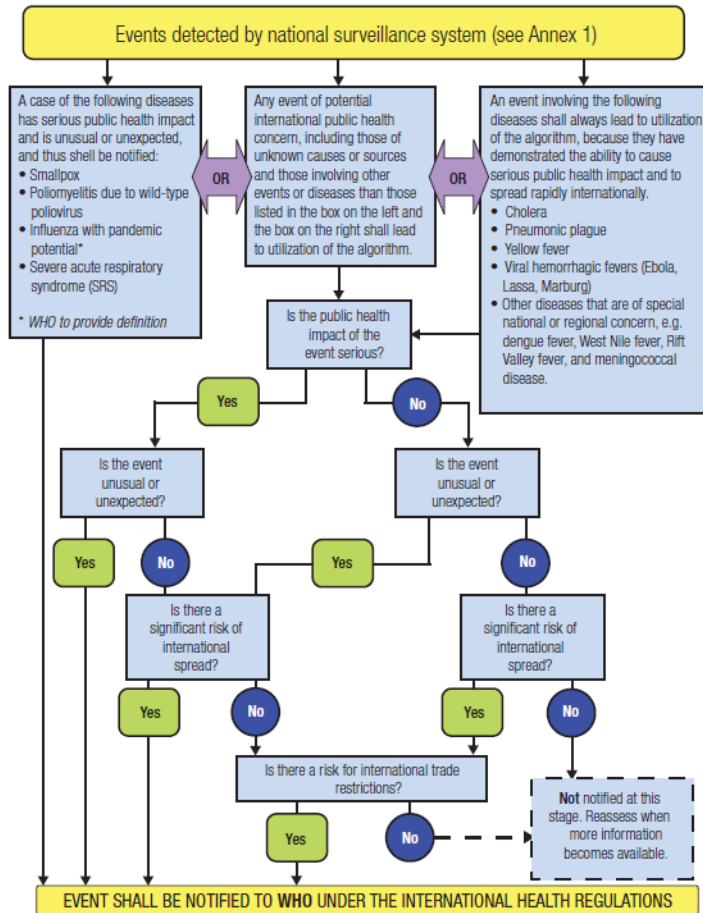 Events detected by national surveillance system (see Annex 1)
A case of the following diseases
has serious public health impact
and is unusual or unexpected,
and thus shall be notified:
• Smallpox
• Poliomyelitis due to wild-type
poliovirus
• Influenza with pandemic
potential*
• Severe acute respiratory
syndrome (SRS)
* WHO to provide definition
OR
Any event of potential
international public health
concern, including those of
unknown causes or sources
and those involving other
events or diseases than those
listed in the box on the left and
the box on the right shall lead
to utilization of the algorithm.
OR
An event involving the following
diseases shall always lead to utilization
of the algorithm, because they have
demonstrated the ability to cause
serious public health impact and to
spread rapidly internationally.
• Cholera
• Pneumonic plague
• Yellow fever
• Viral hemorrhagic fevers (Ebola,
Lassa, Marburg)
• Other diseases that are of special
national or regional concern, e.g.
dengue fever, West Nile fever, Rift
Valley fever, and meningococcal
disease.
Is the public health
impact of the
event serious?
Yes
No
Is the event
unusual or
unexpected?
Is the event
unusual or
unexpected?
Yes
No
Yes
No
Is there a
significant risk of
international
spread?
Is there a
significant risk of
international
spread?
Yes
No
Yes
No
Is there a risk for international trade
restrictions?
Yes
No
Not notified at this
stage. Reassess when
more information
becomes available.
EVENT SHALL BE NOTIFIED TO WHO UNDER THE INTERNATIONAL HEALTH REGULATIONS